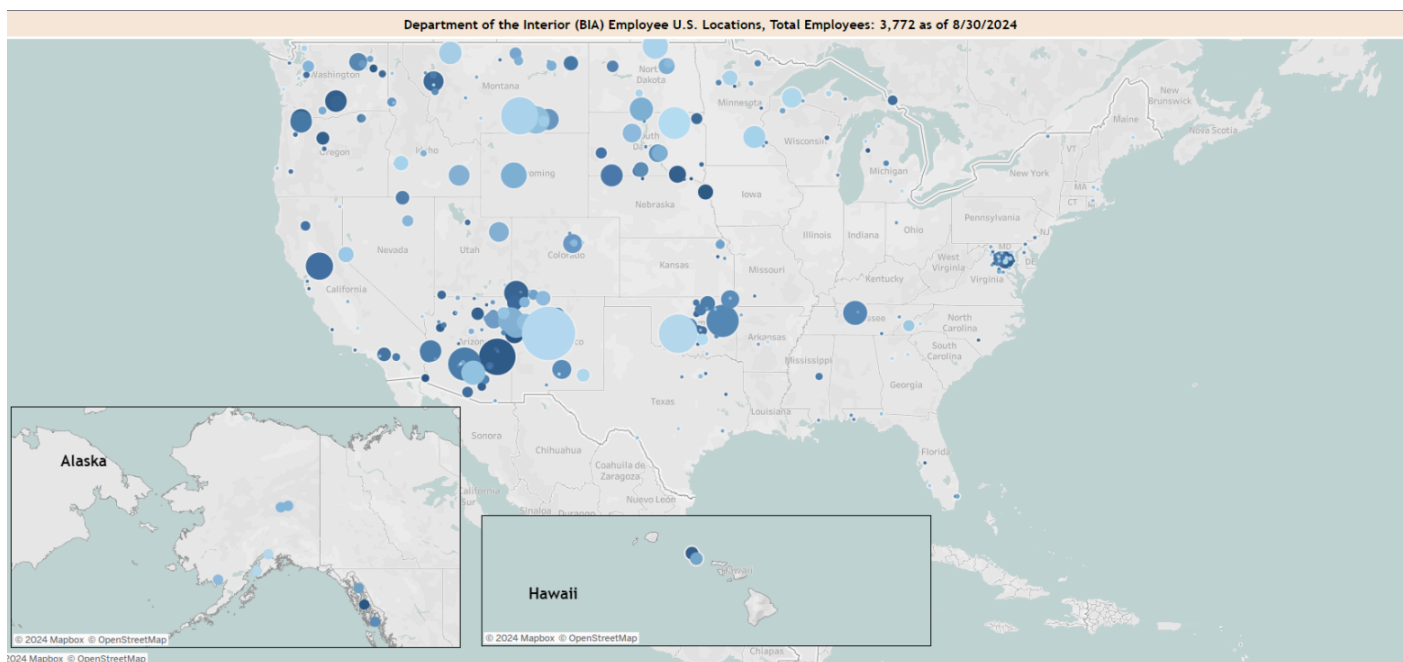 Department of the Interior (BIA) Employee U.S. Locations, Total Employees: 3,772 as of 8/30/2024
Washington
Montana
North
Dakota
Minnesota
Oregon
Idaho
South
Wisconsin
Michigan
Maine
New
Brunswick
Nova Scotia
VT
New York
MA
CT
Nebraska
Iowa
Pennsylvania
NJ
Nevada
Utah
Colorado
Kansas
Missouri
Illinois
Indiana
Ohio
West
Virginia
MD
DE
Virginia
Kentucky
California
Arizona
Arkansas
North
Carolina
South
Carolina
Mississippi
Georgia
Texas
Louisiana
Florida
Sonora
Chihuahua
Coahuila de
Zaragoza
Nuevo León
Sinaloa
Durango
California
Sur
Chiapas
Alaska
© 2024 Mapbox © OpenStreetMap
Hawaii
Hawaii
© 2024 Mapbox © OpenStreetMap
2024 Mapbox © OpenStreetMap